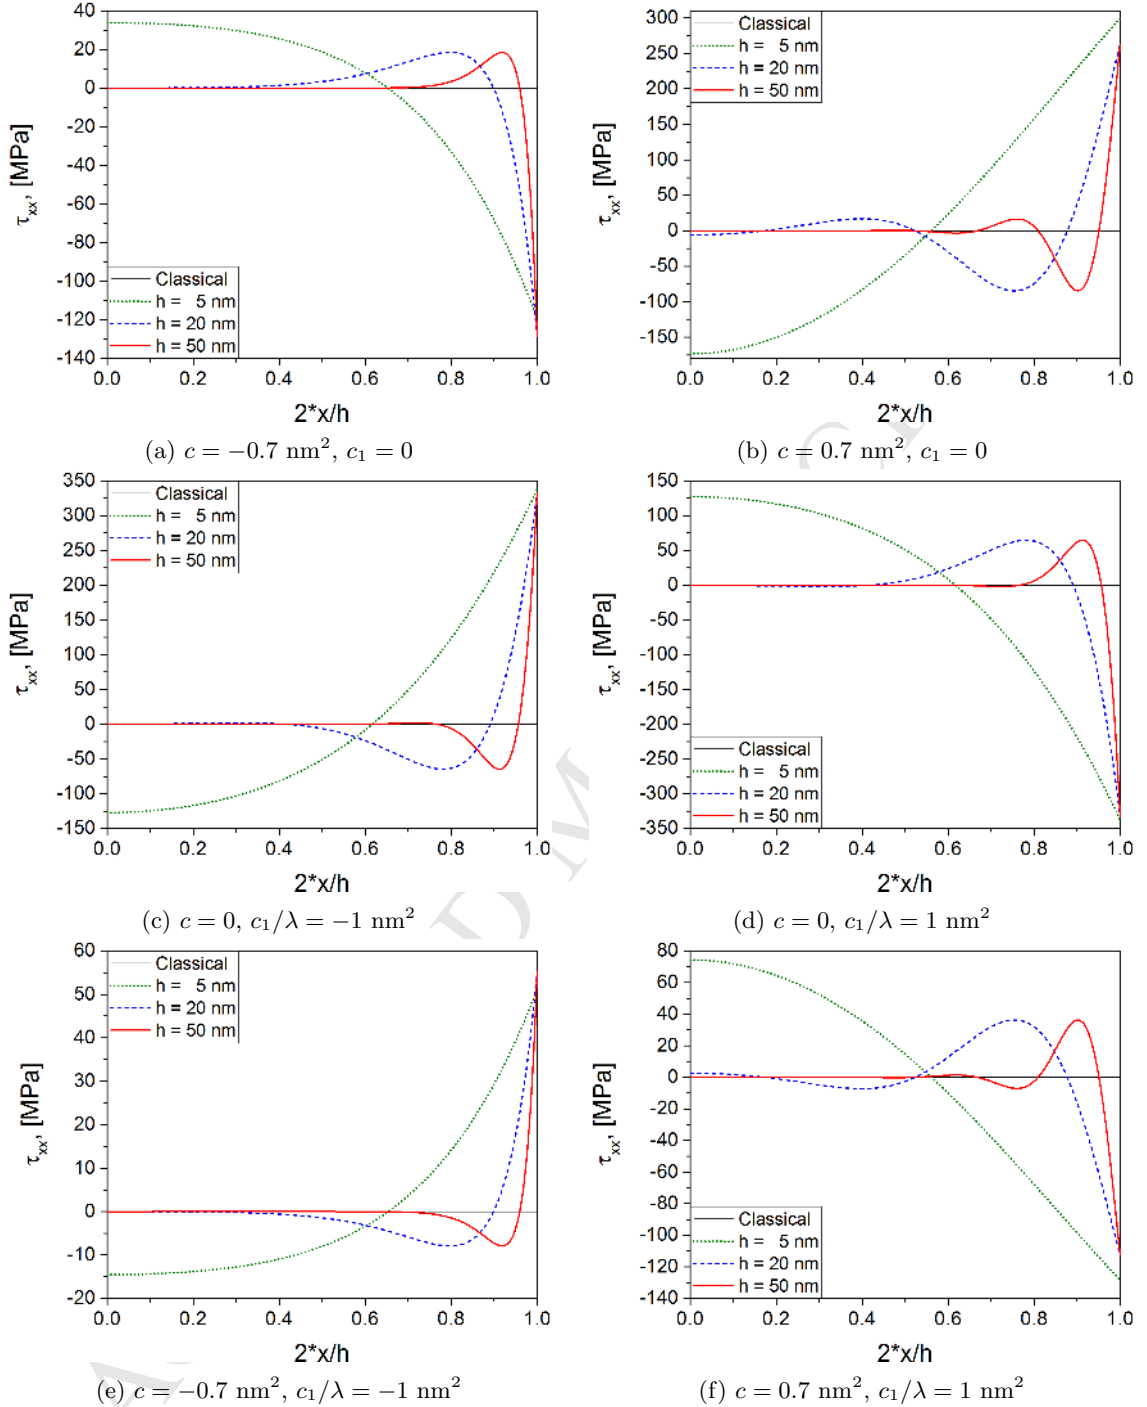 40
20
0
-20
-40
-60
-80
-100
-120
-140
τxx, [MPa]
Classical
h = 5 nm
h = 20 nm
h = 50 nm
0.0 0.2 0.4 0.6 0.8 1.0
2*x/h
(a) c = −0.7 nm², c₁ = 0
300
250
200
150
100
50
0
-50
-100
-150
τxx, [MPa]
Classical
h = 5 nm
h = 20 nm
h = 50 nm
0.0 0.2 0.4 0.6 0.8 1.0
2*x/h
(b) c = 0.7 nm², c₁ = 0
350
300
250
200
150
100
50
0
-50
-100
-150
τxx, [MPa]
Classical
h = 5 nm
h = 20 nm
h = 50 nm
0.0 0.2 0.4 0.6 0.8 1.0
2*x/h
(c) c = 0, c₁/λ = −1 nm²
150
100
50
0
-50
-100
-150
-200
-250
-300
-350
τxx, [MPa]
Classical
h = 5 nm
h = 20 nm
h = 50 nm
0.0 0.2 0.4 0.6 0.8 1.0
2*x/h
(d) c = 0, c₁/λ = 1 nm²
60
50
40
30
20
10
0
-10
-20
τxx, [MPa]
Classical
h = 5 nm
h = 20 nm
h = 50 nm
0.0 0.2 0.4 0.6 0.8 1.0
2*x/h
(e) c = −0.7 nm², c₁/λ = −1 nm²
80
60
40
20
0
-20
-40
-60
-80
-100
-120
-140
τxx, [MPa]
Classical
h = 5 nm
h = 20 nm
h = 50 nm
0.0 0.2 0.4 0.6 0.8 1.0
2*x/h
(f) c = 0.7 nm², c₁/λ = 1 nm²